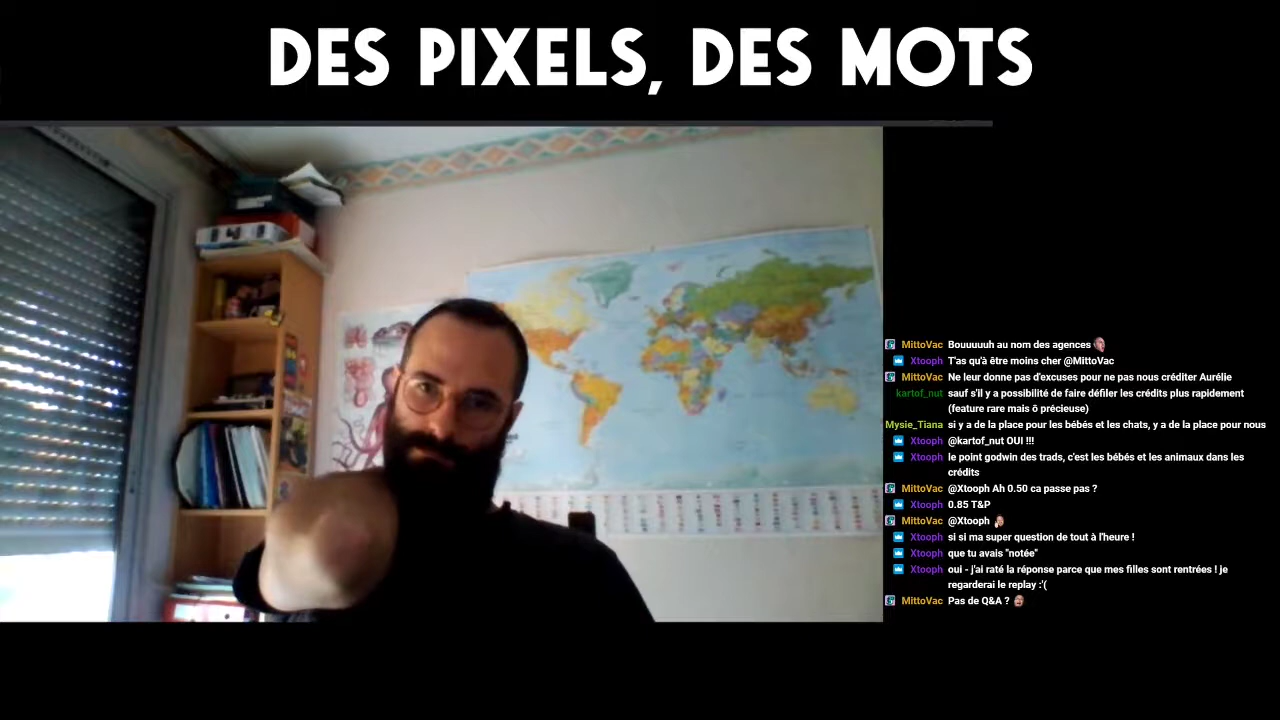 DES PIXELS, DES MOTS
MittoVac Bouuuuuh au nom des agences
Xtooph T'as qu'à être moins cher @MittoVac
MittoVac Ne leur donne pas d'excuses pour ne pas nous créditer Aurélie
kartof_nut sauf s'il y a possibilité de faire défiler les crédits plus rapidement
(feature rare mais ô précieuse)
Mysie_Tiana si y a de la place pour les bébés et les chats, y a de la place pour nous
Xtooph @kartof_nut OUI !!!
Xtooph le point godwin des trads, c'est les bébés et les animaux dans les
crédits
MittoVac @Xtooph Ah 0.50 ca passe pas ?
Xtooph 0.85 T&P
MittoVac @Xtooph
Xtooph si si ma super question de tout à l'heure !
Xtooph que tu avais "notée"
Xtooph oui - j'ai raté la réponse parce que mes filles sont rentrées ! je
regarderai le replay :'(
MittoVac Pas de Q&A ?